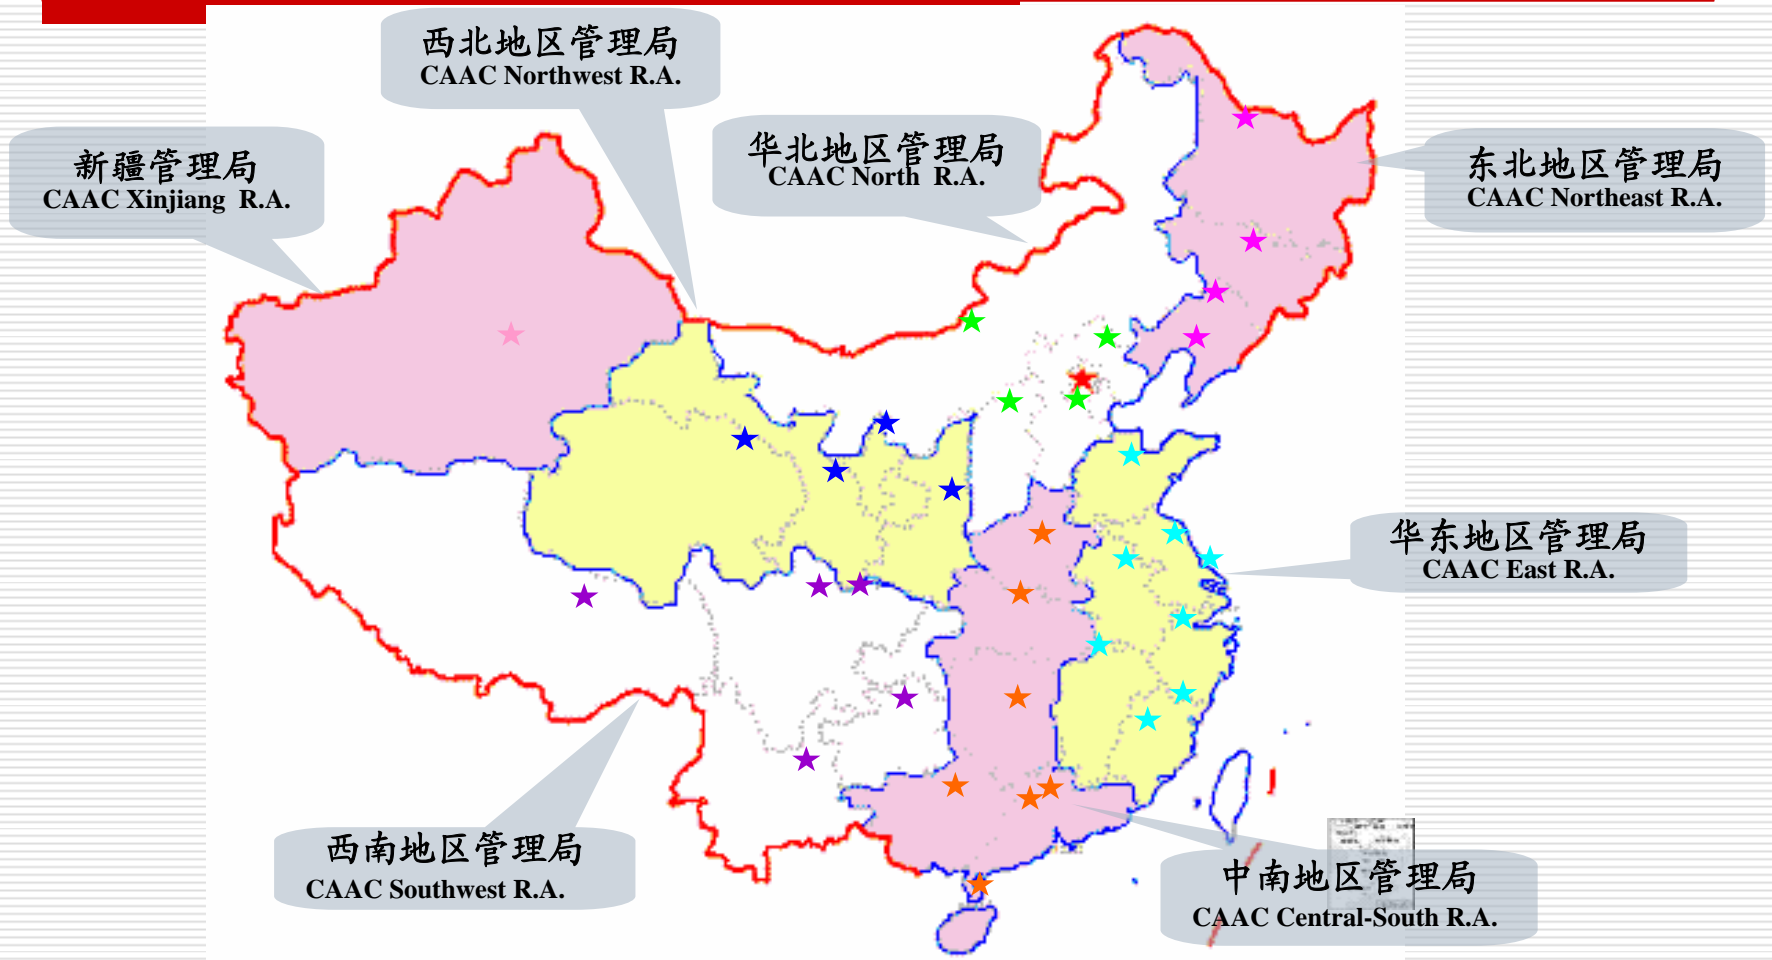 西北地区管理局
CAAC Northwest R.A.
华北地区管理局
CAAC North R.A.
新疆管理局
CAAC Xinjiang R.A.
东北地区管理局
CAAC Northeast R.A.
华东地区管理局
CAAC East R.A.
西南地区管理局
CAAC Southwest R.A.
中南地区管理局
CAAC Central-South R.A.